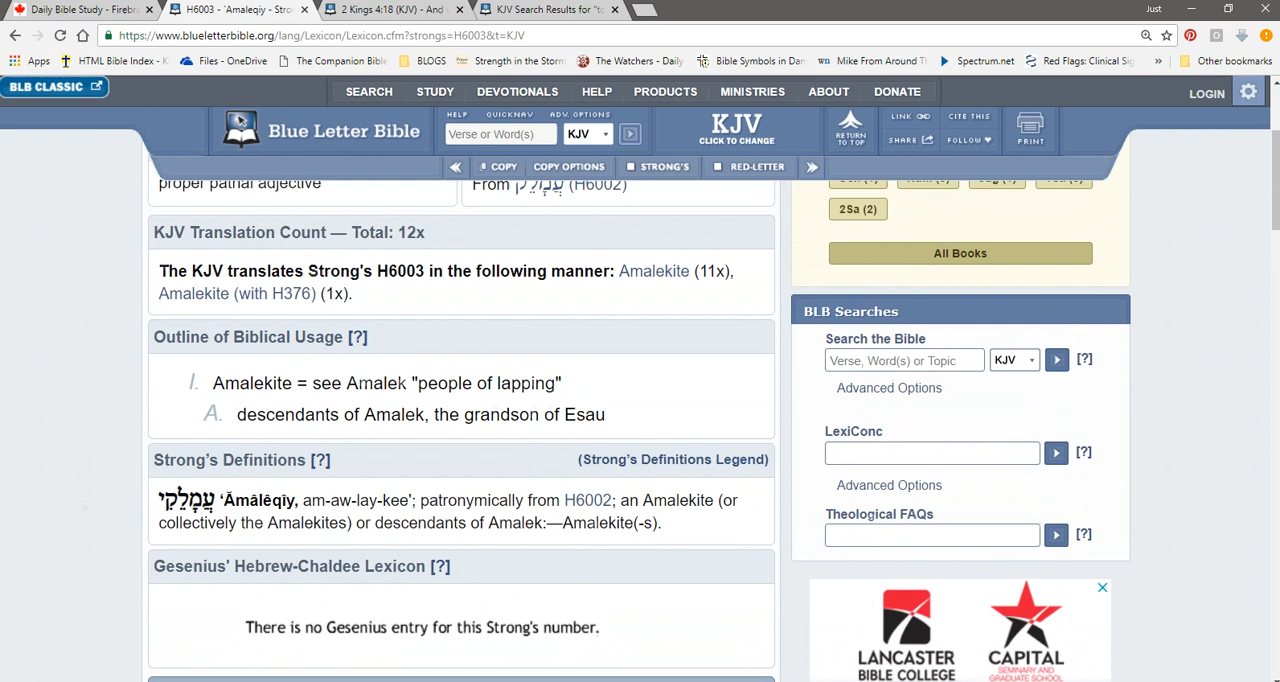 Daily Bible Study - Firebra
H6003 - `Amaleqiy - Stro
2 Kings 4:18 (KJV) - And
KJV Search Results for "to
Just
https://www.blueletterbible.org/lang/Lexicon/Lexicon.cfm?strongs=H6003&t=KJV
Apps
HTML Bible Index - K
Files - OneDrive
The Companion Bible
BLOGS
Strength in the Storm
The Watchers - Daily
Bible Symbols in Dan
Mike From Around Th
Spectrum.net
Red Flags: Clinical Sig
»
Other bookmarks
BLB CLASSIC
SEARCH STUDY DEVOTIONALS HELP PRODUCTS MINISTRIES ABOUT DONATE
LOGIN
Blue Letter Bible
HELP QUICKNAV ADV. OPTIONS
Verse or Word(s)
KJV
KJV
CLICK TO CHANGE
RETURN
TO TOP
LINK CITE THIS
SHARE FOLLOW
PRINT
COPY COPY OPTIONS STRONG'S RED-LETTER
proper patrial adjective
From עֲמָלֵק (H6002)
2Sa (2)
All Books
KJV Translation Count — Total: 12x
The KJV translates Strong's H6003 in the following manner: Amalekite (11x),
Amalekite (with H376) (1x).
Outline of Biblical Usage [?]
I. Amalekite = see Amalek "people of lapping"
A. descendants of Amalek, the grandson of Esau
Strong's Definitions [?]
(Strong's Definitions Legend)
עֲמָלֵקִי ʻĂmâlêqîy, am-aw-lay-kee'; patronymically from H6002; an Amalekite (or
collectively the Amalekites) or descendants of Amalek:—Amalekite(-s).
Gesenius' Hebrew-Chaldee Lexicon [?]
There is no Gesenius entry for this Strong's number.
BLB Searches
Search the Bible
Verse, Word(s) or Topic
KJV
[?]
Advanced Options
LexiConc
[?]
Advanced Options
Theological FAQs
[?]
LANCASTER
BIBLE COLLEGE
CAPITAL
SEMINARY AND
GRADUATE SCHOOL